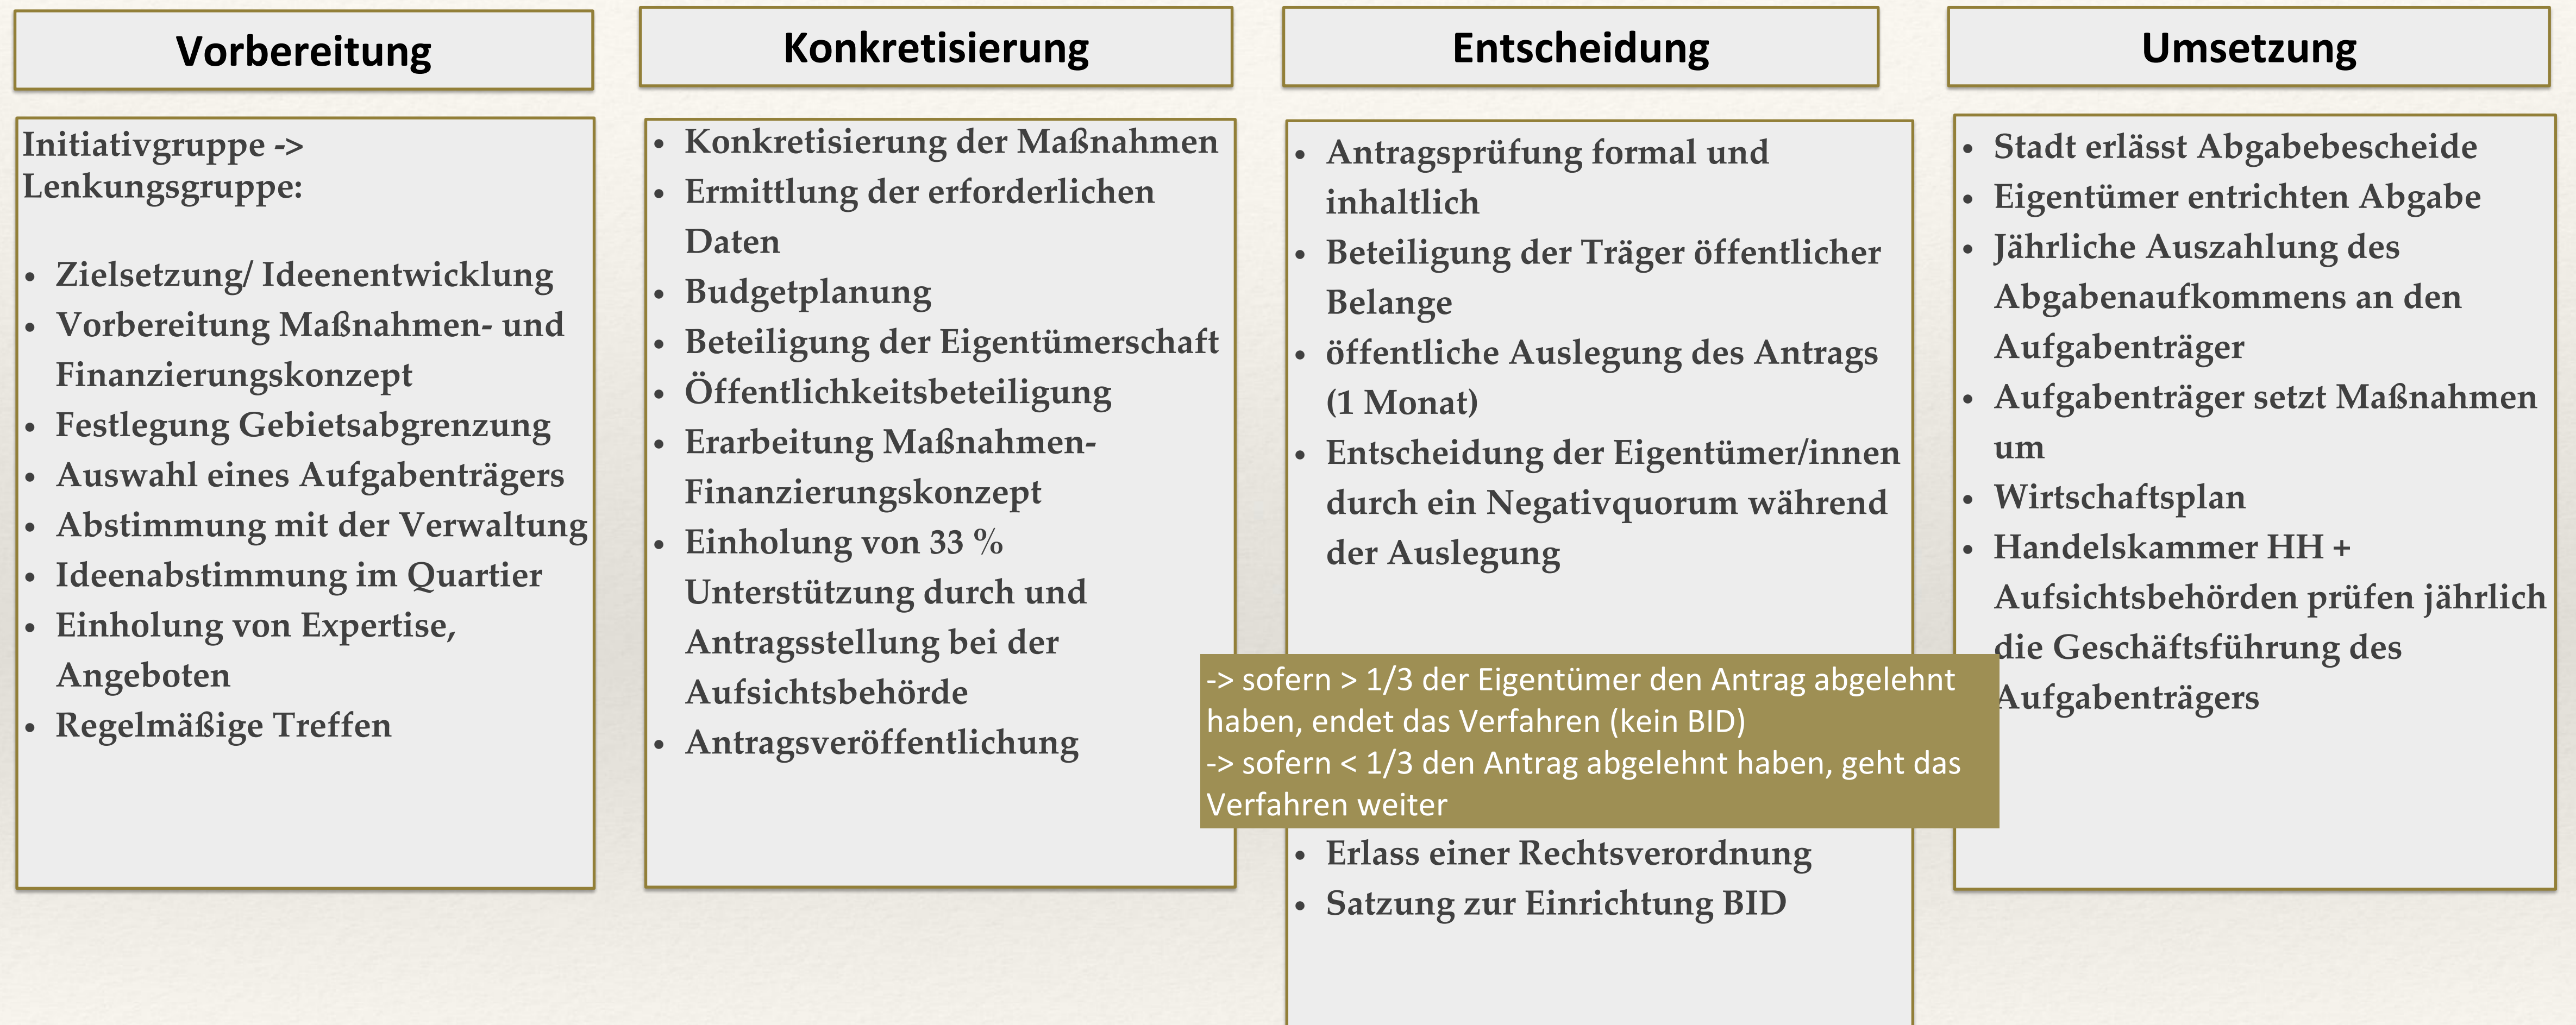 Vorbereitung
Initiativgruppe ->
Lenkungsgruppe:
• Zielsetzung/ Ideenentwicklung
• Vorbereitung Maßnahmen- und
Finanzierungskonzept
• Festlegung Gebietsabgrenzung
• Auswahl eines Aufgabenträgers
• Abstimmung mit der Verwaltung
• Ideenabstimmung im Quartier
• Einholung von Expertise,
Angeboten
• Regelmäßige Treffen
Konkretisierung
• Konkretisierung der Maßnahmen
• Ermittlung der erforderlichen
Daten
• Budgetplanung
• Beteiligung der Eigentümerschaft
• Öffentlichkeitsbeteiligung
• Erarbeitung Maßnahmen-
Finanzierungskonzept
• Einholung von 33 %
Unterstützung durch und
Antragsstellung bei der
Aufsichtsbehörde
• Antragsveröffentlichung
Entscheidung
• Antragsprüfung formal und
inhaltlich
• Beteiligung der Träger öffentlicher
Belange
• öffentliche Auslegung des Antrags
(1 Monat)
• Entscheidung der Eigentümer/innen
durch ein Negativquorum während
der Auslegung
-> sofern > 1/3 der Eigentümer den Antrag abgelehnt
haben, endet das Verfahren (kein BID)
-> sofern < 1/3 den Antrag abgelehnt haben, geht das
Verfahren weiter
• Erlass einer Rechtsverordnung
• Satzung zur Einrichtung BID
Umsetzung
• Stadt erlässt Abgabebescheide
• Eigentümer entrichten Abgabe
• Jährliche Auszahlung des
Abgabenaufkommens an den
Aufgabenträger
• Aufgabenträger setzt Maßnahmen
um
• Wirtschaftsplan
• Handelskammer HH +
Aufsichtsbehörden prüfen jährlich
die Geschäftsführung des
Aufgabenträgers